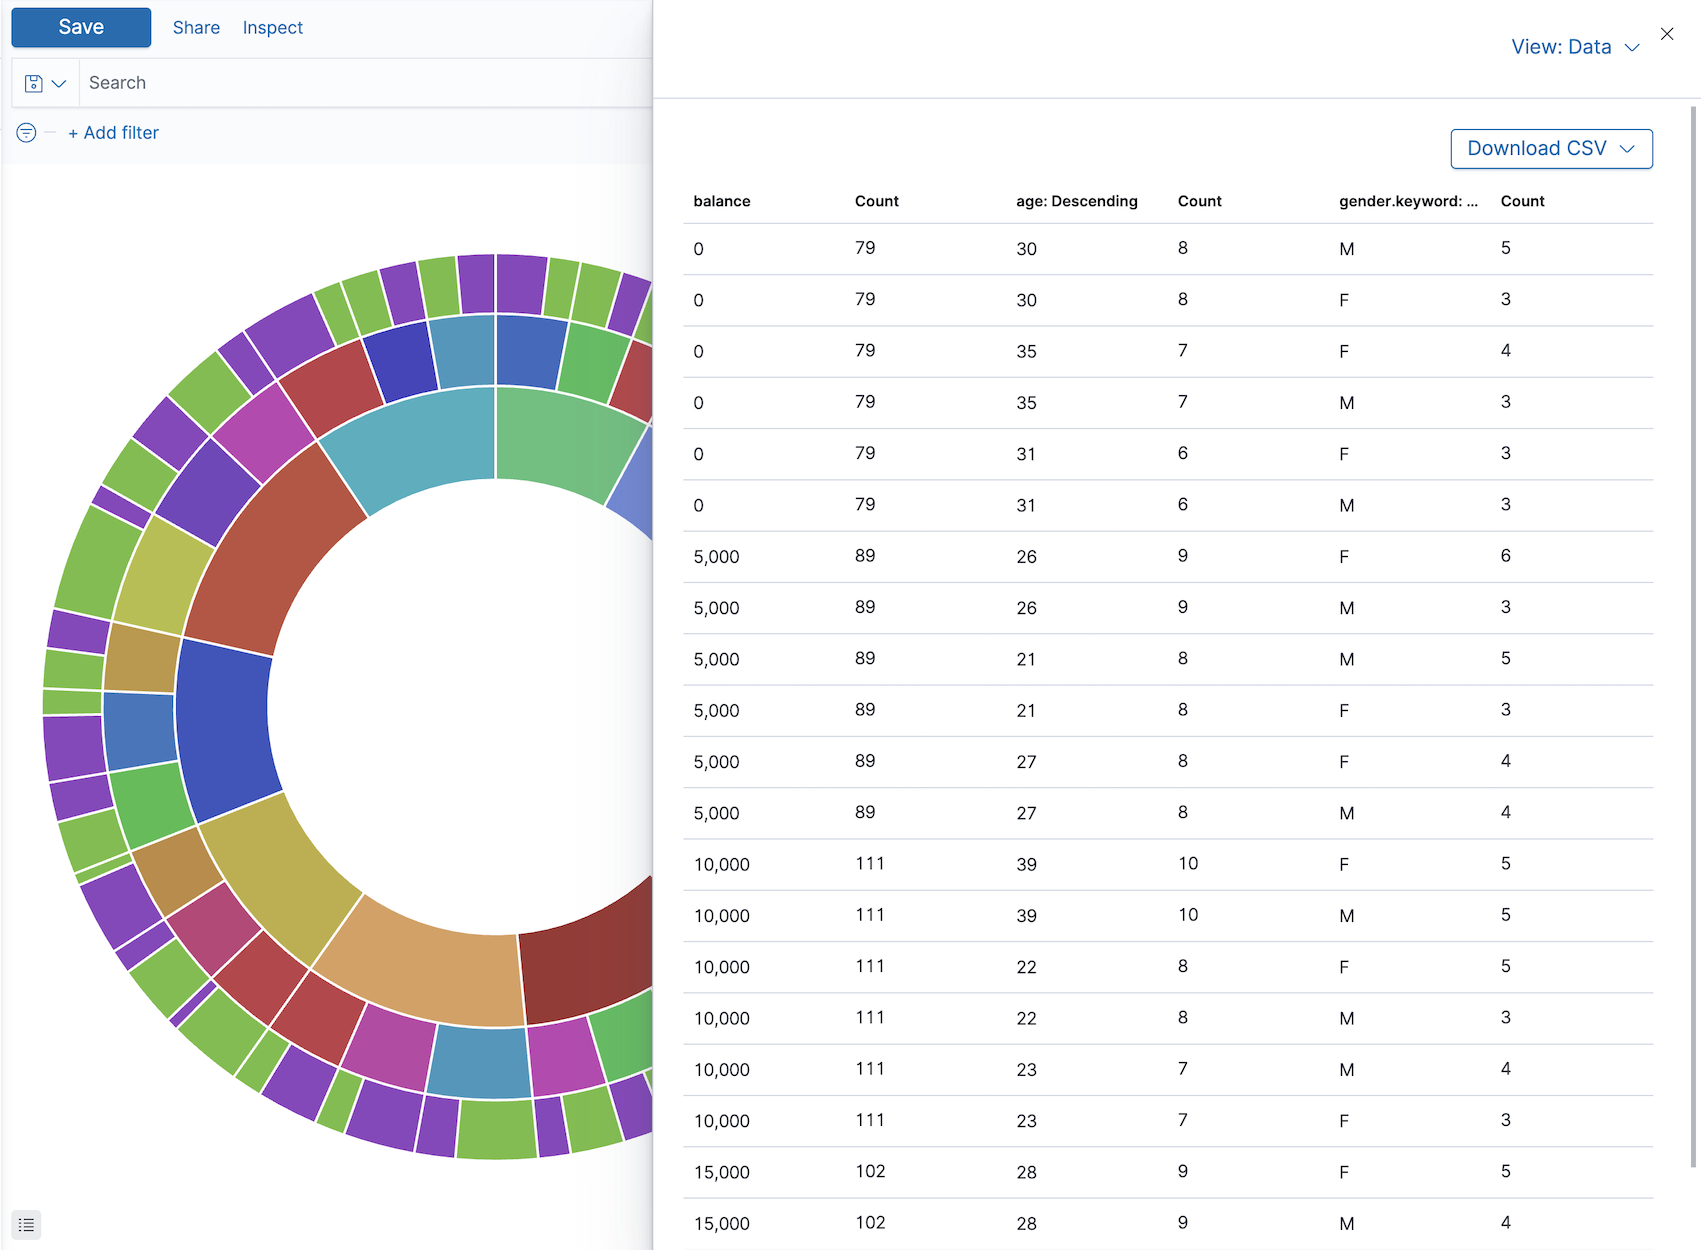 Save Share Inspect
Search
+ Add filter
View: Data
Download CSV
balance Count age: Descending Count gender.keyword: ... Count
0 79 30 8 M 5
0 79 30 8 F 3
0 79 35 7 F 4
0 79 35 7 M 3
0 79 31 6 F 3
0 79 31 6 M 3
5,000 89 26 9 F 6
5,000 89 26 9 M 3
5,000 89 21 8 M 5
5,000 89 21 8 F 3
5,000 89 27 8 F 4
5,000 89 27 8 M 4
10,000 111 39 10 F 5
10,000 111 39 10 M 5
10,000 111 22 8 F 5
10,000 111 22 8 M 3
10,000 111 23 7 M 4
10,000 111 23 7 F 3
15,000 102 28 9 F 5
15,000 102 28 9 M 4